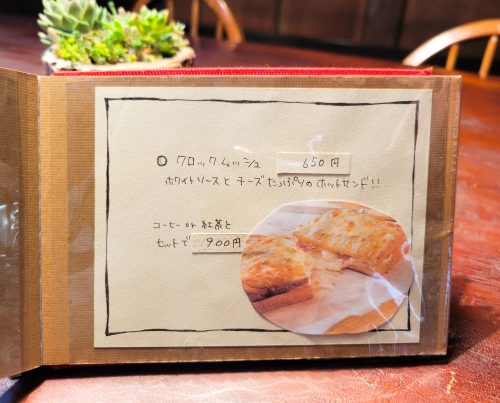 ○ クロックムッシュ 650円
ホワイトソースとチーズたっぷりのホットサンド!!
コーヒー or 紅茶と
セットで 900円